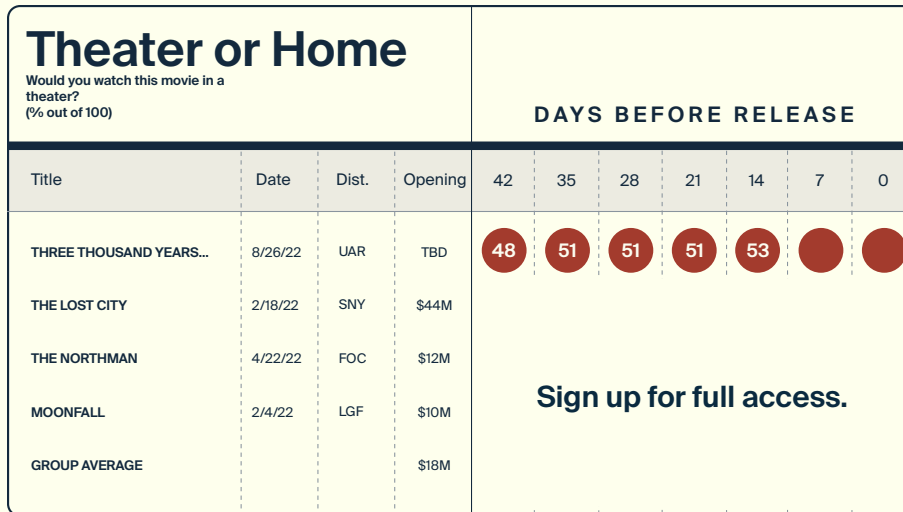 Theater or Home
Would you watch this movie in a
theater?
(% out of 100)
DAYS BEFORE RELEASE
Title Date Dist. Opening 42 35 28 21 14 7 0
THREE THOUSAND YEARS... 8/26/22 UAR TBD 48 51 51 51 53
THE LOST CITY 2/18/22 SNY $44M
THE NORTHMAN 4/22/22 FOC $12M
Sign up for full access.
MOONFALL 2/4/22 LGF $10M
GROUP AVERAGE $18M